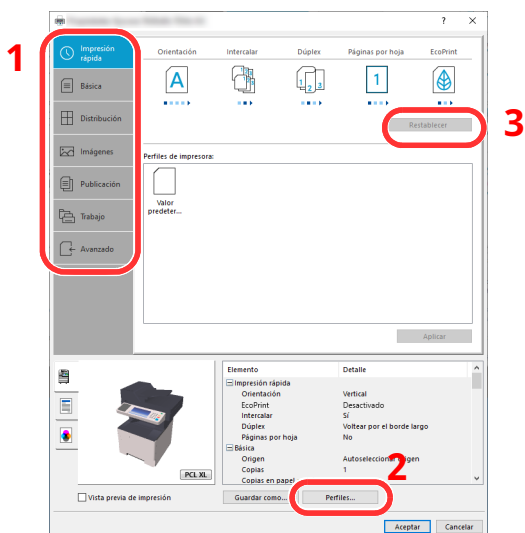 ? ×
1
Impresión
rápida
Básica
Distribución
Imágenes
Publicación
Trabajo
Avanzado
Orientación Intercalar Dúplex Páginas por hoja EcoPrint
A 1 2 3 1
Restablecer
3
Perfiles de impresora:
Valor
predeter...
Aplicar
Elemento Detalle
Impresión rápida
Orientación Vertical
EcoPrint Desactivado
Intercalar Sí
Dúplex Voltear por el borde largo
Páginas por hoja No
Básica
Origen Autoseleccionar origen
Copias 1
Copias en papel
2
PCL XL
Vista previa de impresión
Guardar como... Perfiles...
Aceptar Cancelar